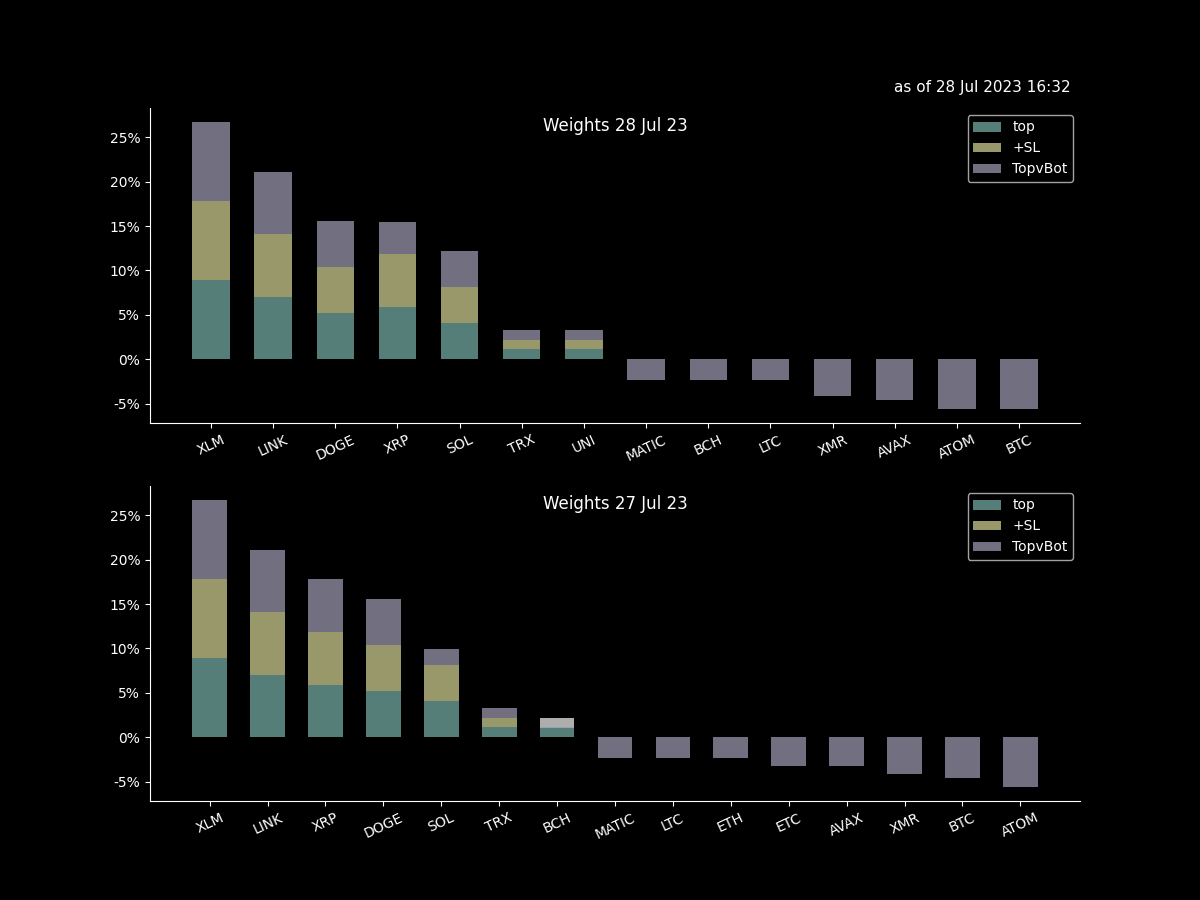 as of 28 Jul 2023 16:32
Weights 28 Jul 23
top
+SL
TopvBot
25%
20%
15%
10%
5%
0%
-5%
XLM LINK DOGE XRP SOL TRX UNI MATIC BCH LTC XMR AVAX ATOM BTC
Weights 27 Jul 23
top
+SL
TopvBot
25%
20%
15%
10%
5%
0%
-5%
XLM LINK XRP DOGE SOL TRX BCH MATIC LTC ETH ETC AVAX XMR BTC ATOM